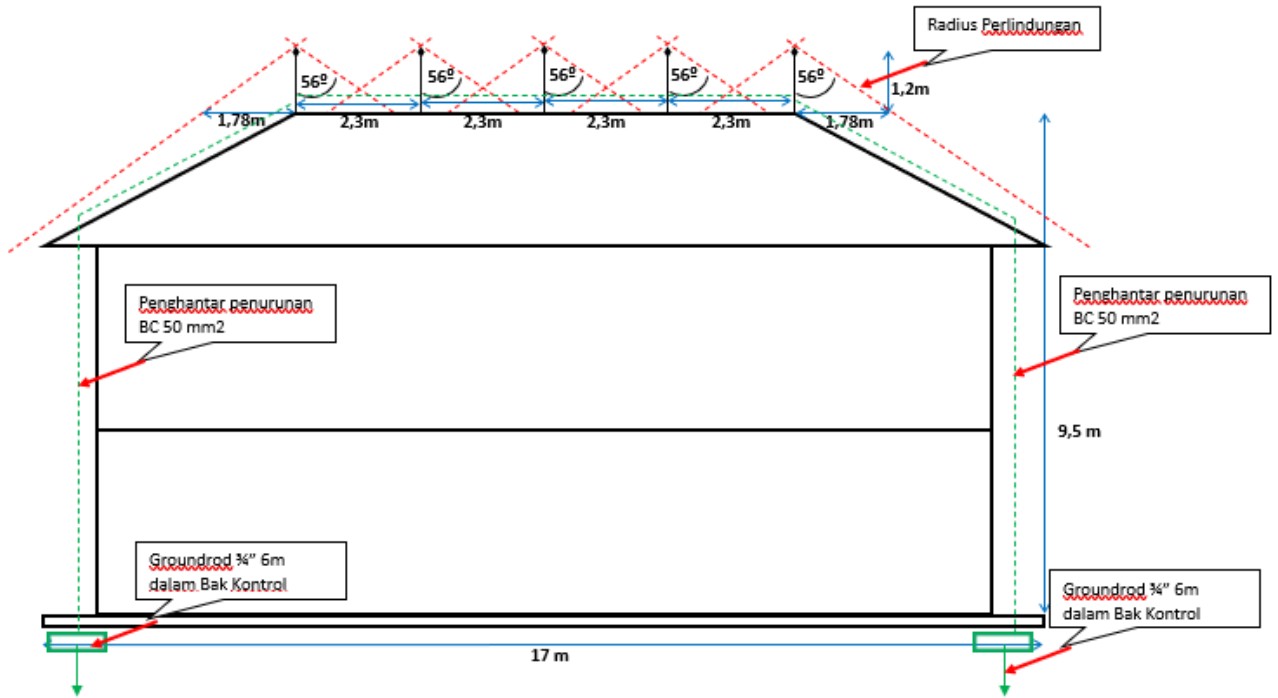 Radius Perlindungan
56º
56º
56º
56º
56º
1,2m
1,78m
2,3m
2,3m
2,3m
2,3m
1,78m
Penghantar penurunan
BC 50 mm2
Penghantar penurunan
BC 50 mm2
9,5 m
Groundrod ¾” 6m
dalam Bak Kontrol
Groundrod ¾” 6m
dalam Bak Kontrol
17 m